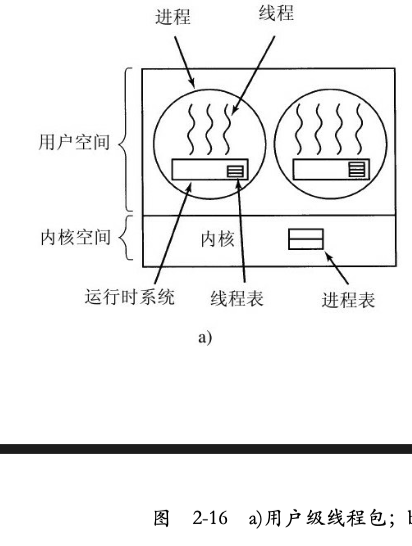 进程
线程
用户空间
内核空间
内核
运行时系统
线程表
进程表
a)
图 2-16 a)用户级线程包；b